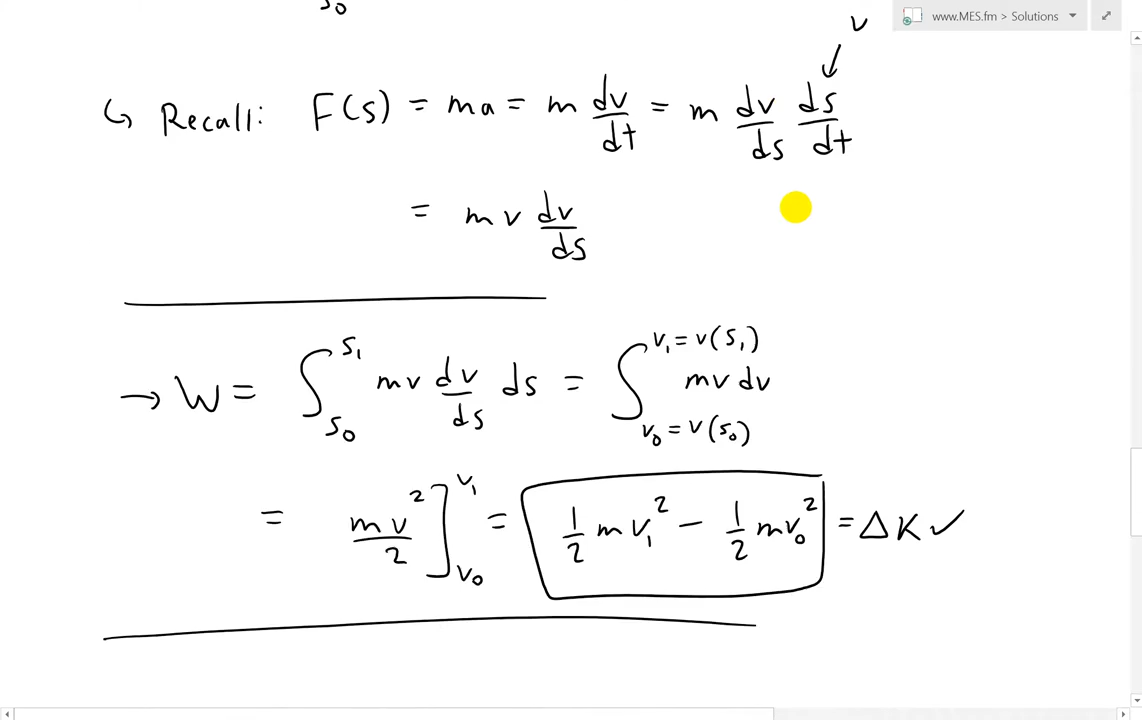 s₀
www.MES.fm > Solutions
v
↳ Recall: F(s) = ma = m dv/dt = m dv/ds ds/dt
= m v dv/ds
→ W = ∫_{s₀}^{s₁} mv dv/ds ds = ∫_{v₀ = v(s₀)}^{v₁ = v(s₁)} mv dv
= mv²/2 ]_{v₀}^{v₁} = 1/2 mv₁² − 1/2 mv₀² = ΔK ✓